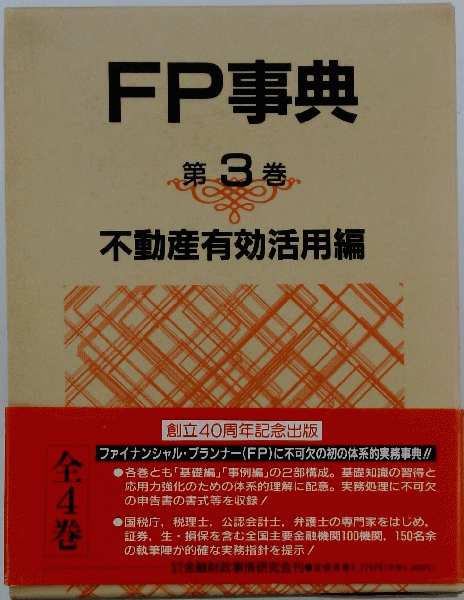 FP事典
第3巻
不動産有効活用編
創立40周年記念出版
ファイナンシャル・プランナー(FP)に不可欠の初の体系的実務事典!!
全4巻
●各巻とも「基礎編」「事例編」の2部構成。基礎知識の習得と
応用力強化のための体系的理解に配意。実務処理に不可欠
の申告書の書式等を収録!
●国税庁、税理士、公認会計士、弁護士の専門家をはじめ、
証券、生・損保を含む全国主要金融機関100機関、150名余
の執筆陣が的確な実務指針を提示!
金融財政事情研究会刊●定価各